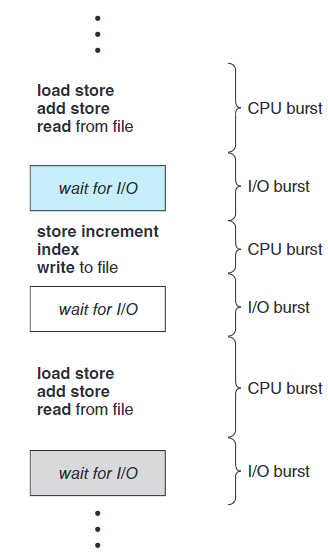 load store
add store
read from file
CPU burst
wait for I/O
I/O burst
store increment
index
write to file
CPU burst
wait for I/O
I/O burst
load store
add store
read from file
CPU burst
wait for I/O
I/O burst